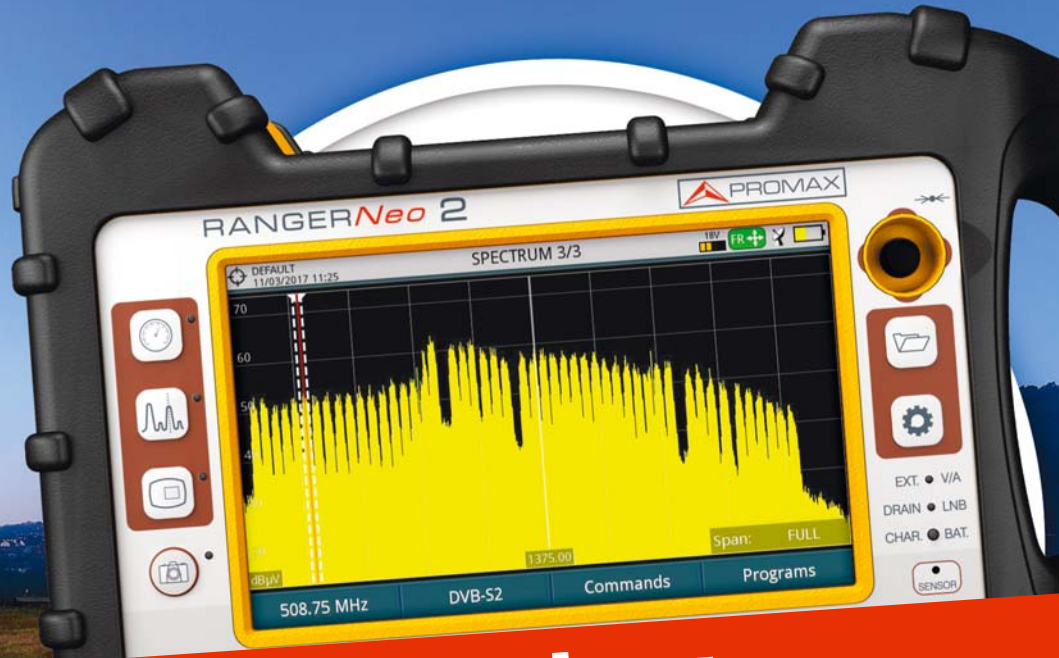 RANGERNeo 2
PROMAX
DEFAULT
11/03/2017 11:25
SPECTRUM 3/3
18V
FR
70
60
dBµV
1375.00
Span: FULL
508.75 MHz
DVB-S2
Commands
Programs
EXT. V/A
DRAIN LNB
CHAR. BAT.
SENSOR